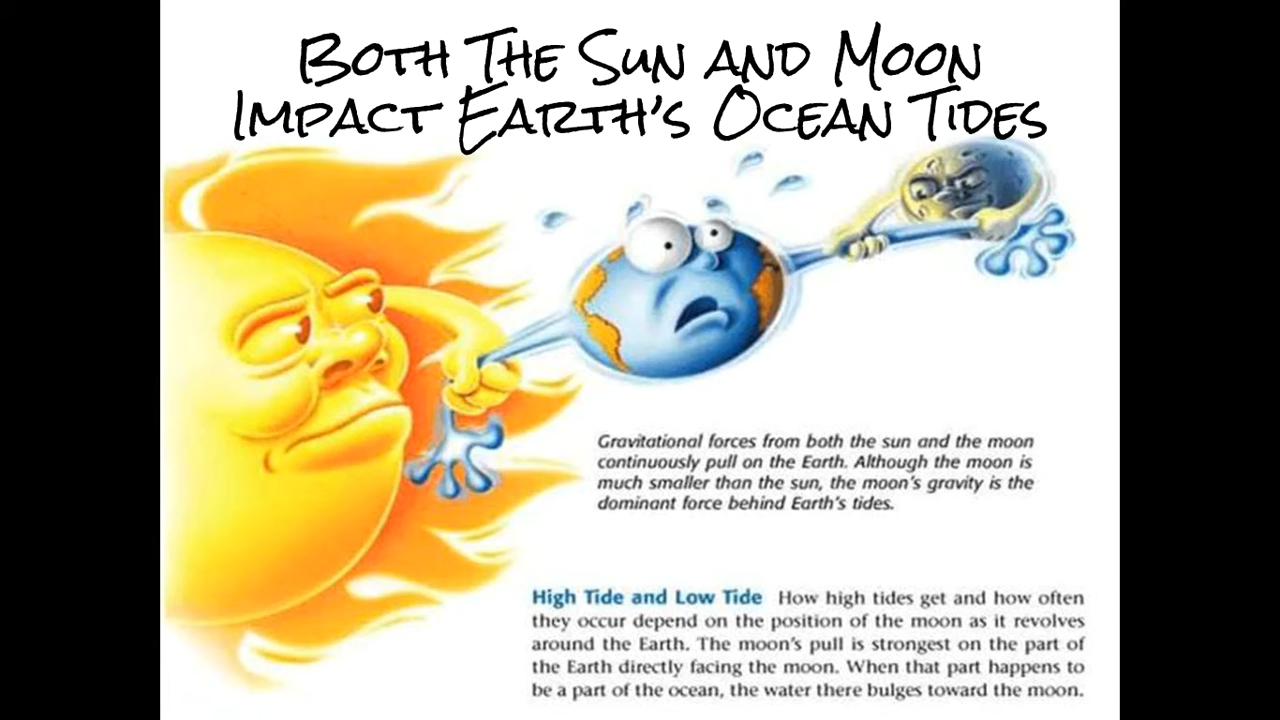 Both The Sun and Moon
Impact Earth's Ocean Tides
Gravitational forces from both the sun and the moon
continuously pull on the Earth. Although the moon is
much smaller than the sun, the moon's gravity is the
dominant force behind Earth's tides.
High Tide and Low Tide How high tides get and how often
they occur depend on the position of the moon as it revolves
around the Earth. The moon's pull is strongest on the part of
the Earth directly facing the moon. When that part happens to
be a part of the ocean, the water there bulges toward the moon.